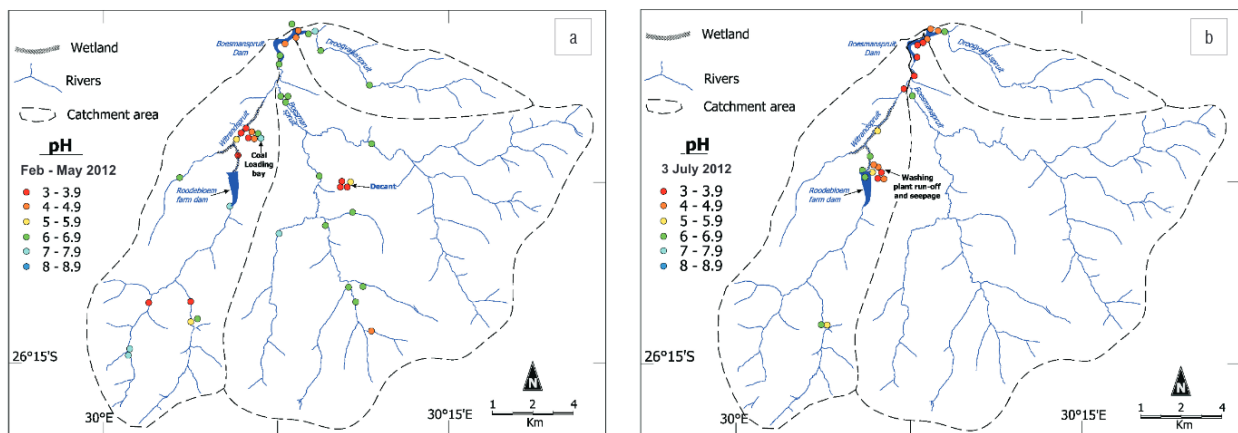 a
Wetland
Rivers
Catchment area
pH
Feb - May 2012
3 - 3.9
4 - 4.9
5 - 5.9
6 - 6.9
7 - 7.9
8 - 8.9
Boesmanspruit
Dam
Droogvalspruit
Boesman
spruit
Witrandspruit
Coal
Loading
bay
Roodebloem
farm dam
Decant
26°15'S
30°E
30°15'E
N
1 2 4
Km
b
Wetland
Rivers
Catchment area
pH
3 July 2012
3 - 3.9
4 - 4.9
5 - 5.9
6 - 6.9
7 - 7.9
8 - 8.9
Boesmanspruit
Dam
Droogvalspruit
Boesmanspruit
Witrandspruit
Roodebloem
farm dam
Washing
plant run-off
and seepage
26°15'S
30°E
30°15'E
N
1 2 4
Km